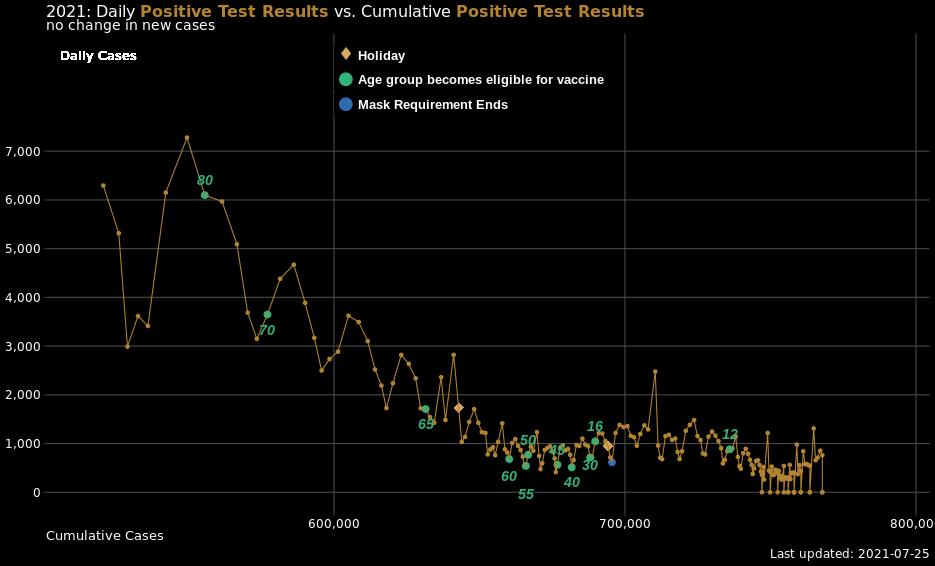 2021: Daily Positive Test Results vs. Cumulative Positive Test Results
no change in new cases
Daily Cases
Holiday
Age group becomes eligible for vaccine
Mask Requirement Ends
7,000
6,000
5,000
4,000
3,000
2,000
1,000
0
80
70
65
60
50
55
45
40
30
16
12
600,000
700,000
800,00
Cumulative Cases
Last updated: 2021-07-25